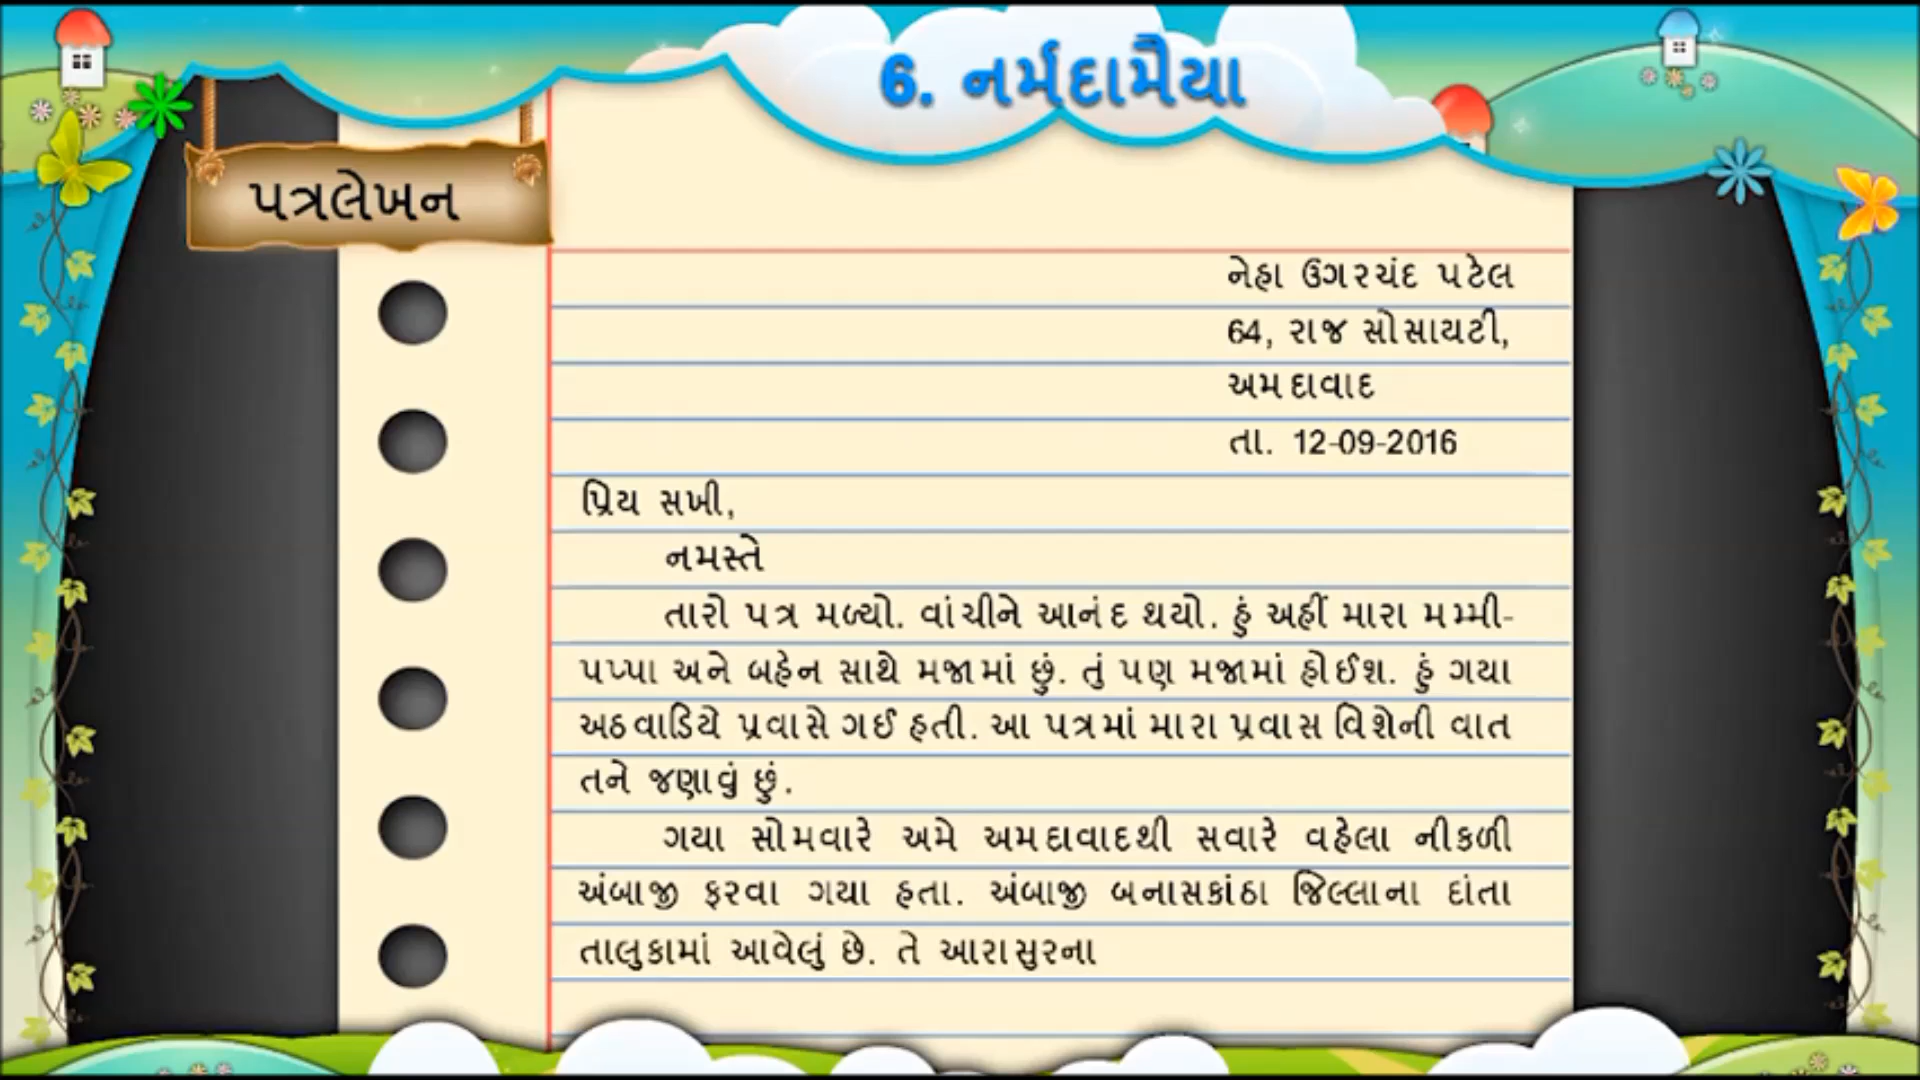 6. નર્મદામૈયા
પત્રલેખન
નેહા ઉગરચંદ પટેલ
64, રાજ સોસાયટી,
અમદાવાદ
તા. 12-09-2016
પ્રિય સખી,
નમસ્તે
તારો પત્ર મળ્યો. વાંચીને આનંદ થયો. હું અહીં મારા મમ્મી-
પપ્પા અને બહેન સાથે મજામાં છું. તું પણ મજામાં હોઈશ. હું ગયા
અઠવાડિયે પ્રવાસે ગઈ હતી. આ પત્રમાં મારા પ્રવાસ વિશેની વાત
તને જણાવું છું.
ગયા સોમવારે અમે અમદાવાદથી સવારે વહેલા નીકળી
અંબાજી ફરવા ગયા હતા. અંબાજી બનાસકાંઠા જિલ્લાના દાંતા
તાલુકામાં આવેલું છે. તે આરાસુરના